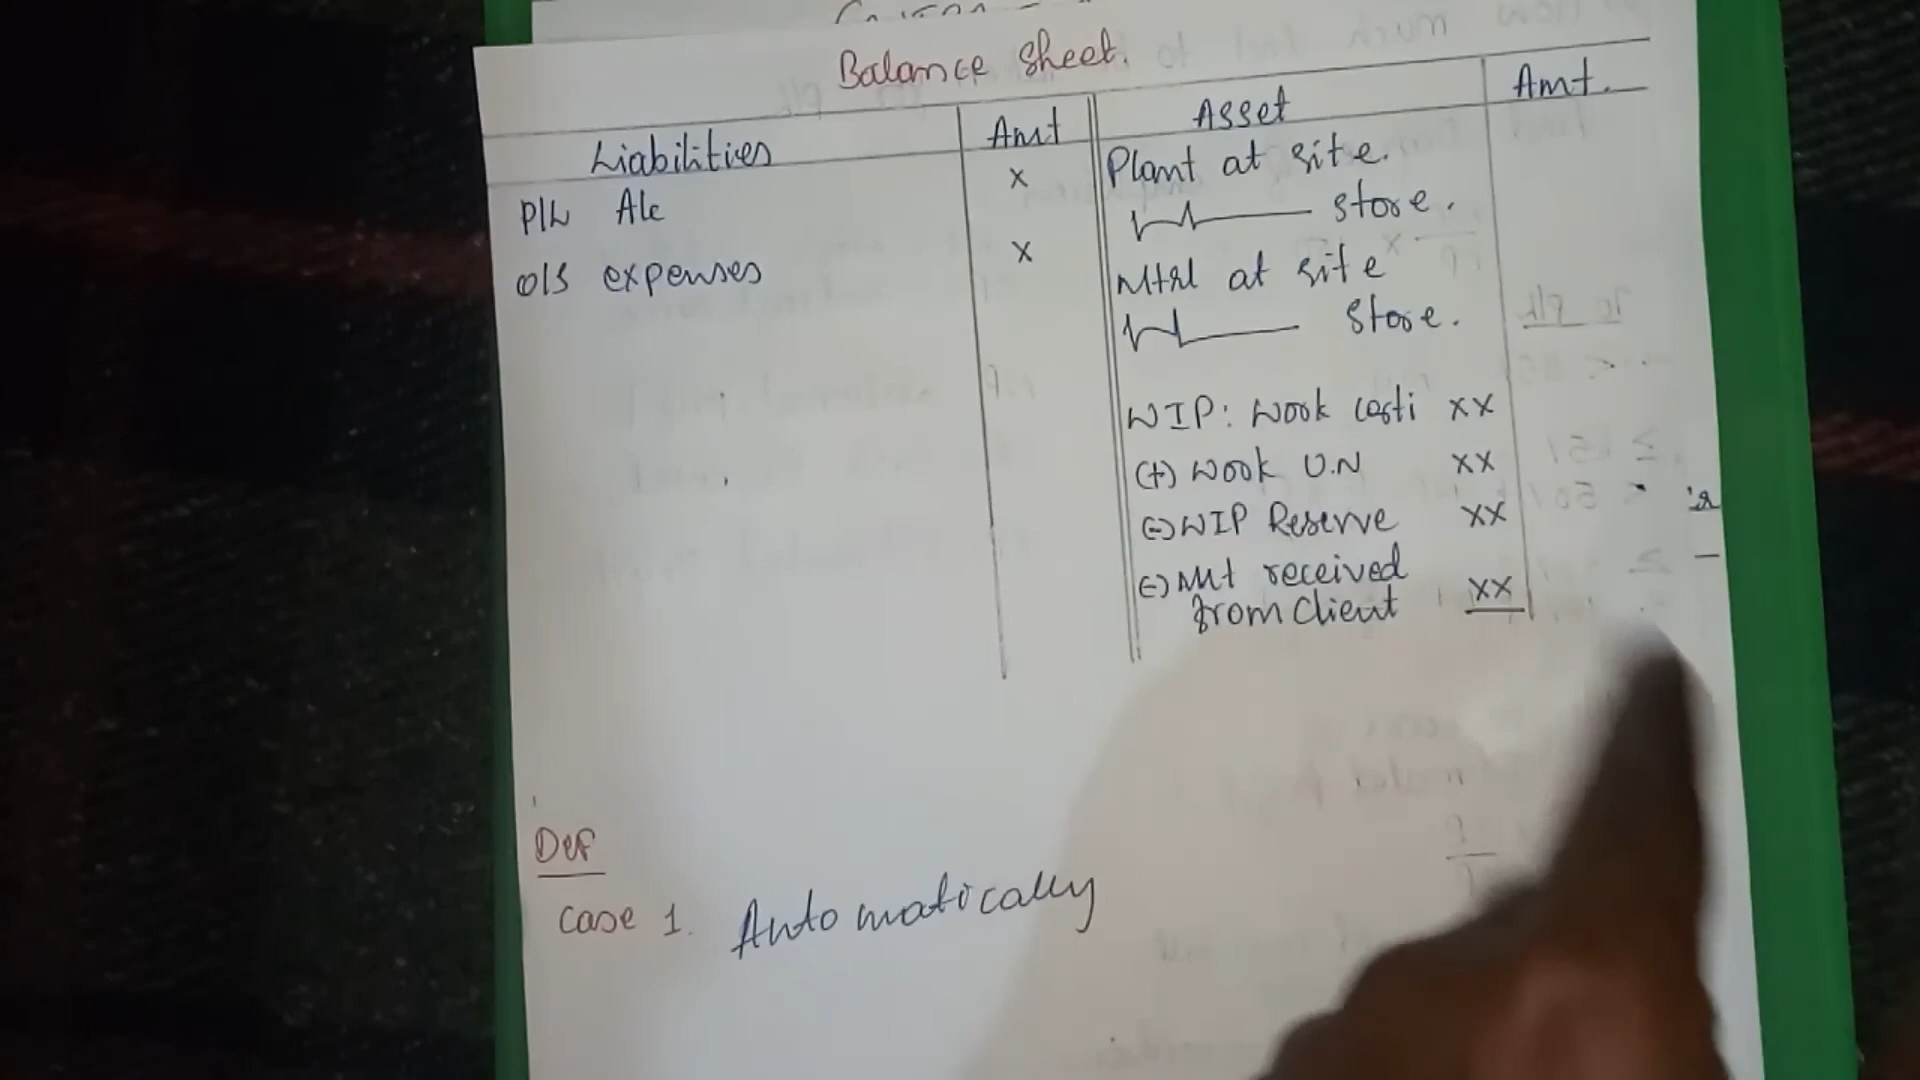 Balance Sheet.
Liabilities Amt Asset Amt.
P/L A/c x Plant at site.
store.
O/S expenses x Mtrl at site
Store.
WIP: Work Certi xx
(+) Work U.N xx
(-) WIP Reserve xx
(-) Amt received
from Client xx
Def
Case 1. Automatically